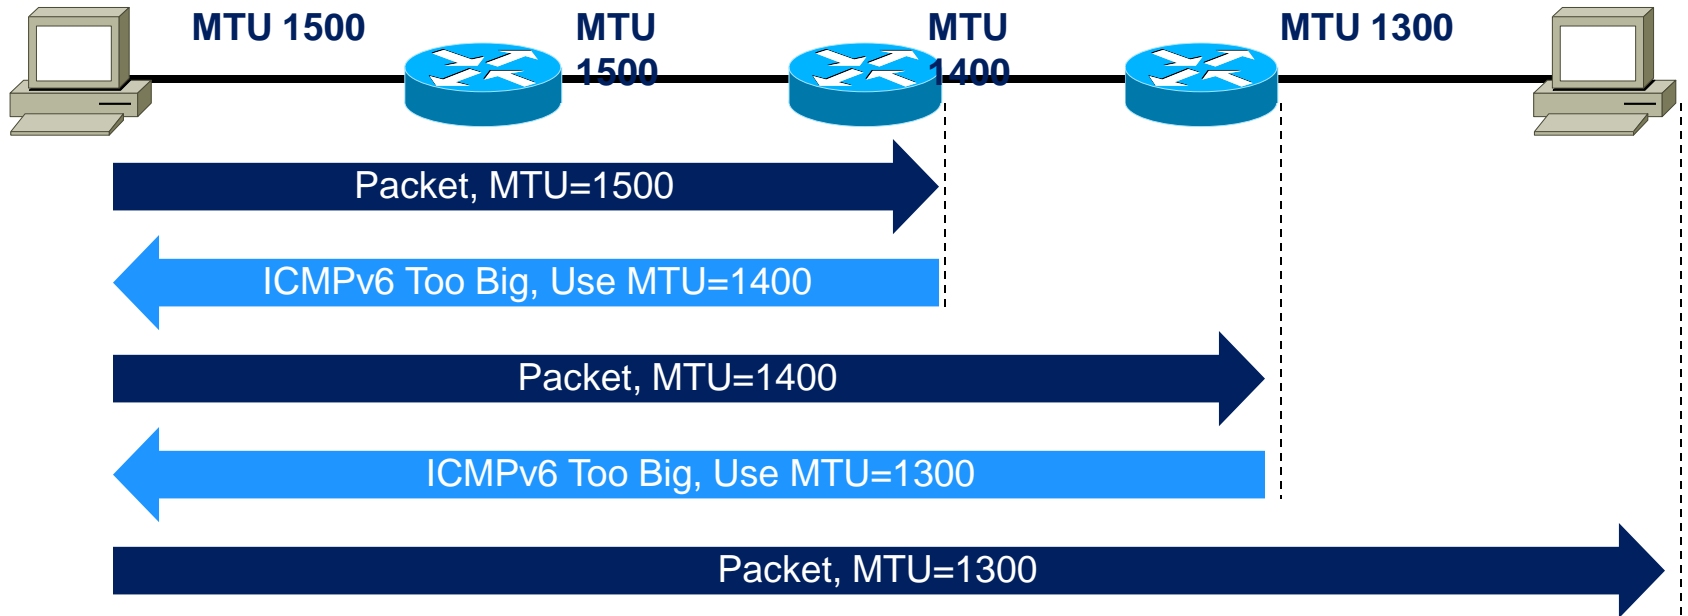 MTU 1500
MTU
1500
MTU
1400
MTU 1300
Packet, MTU=1500
ICMPv6 Too Big, Use MTU=1400
Packet, MTU=1400
ICMPv6 Too Big, Use MTU=1300
Packet, MTU=1300